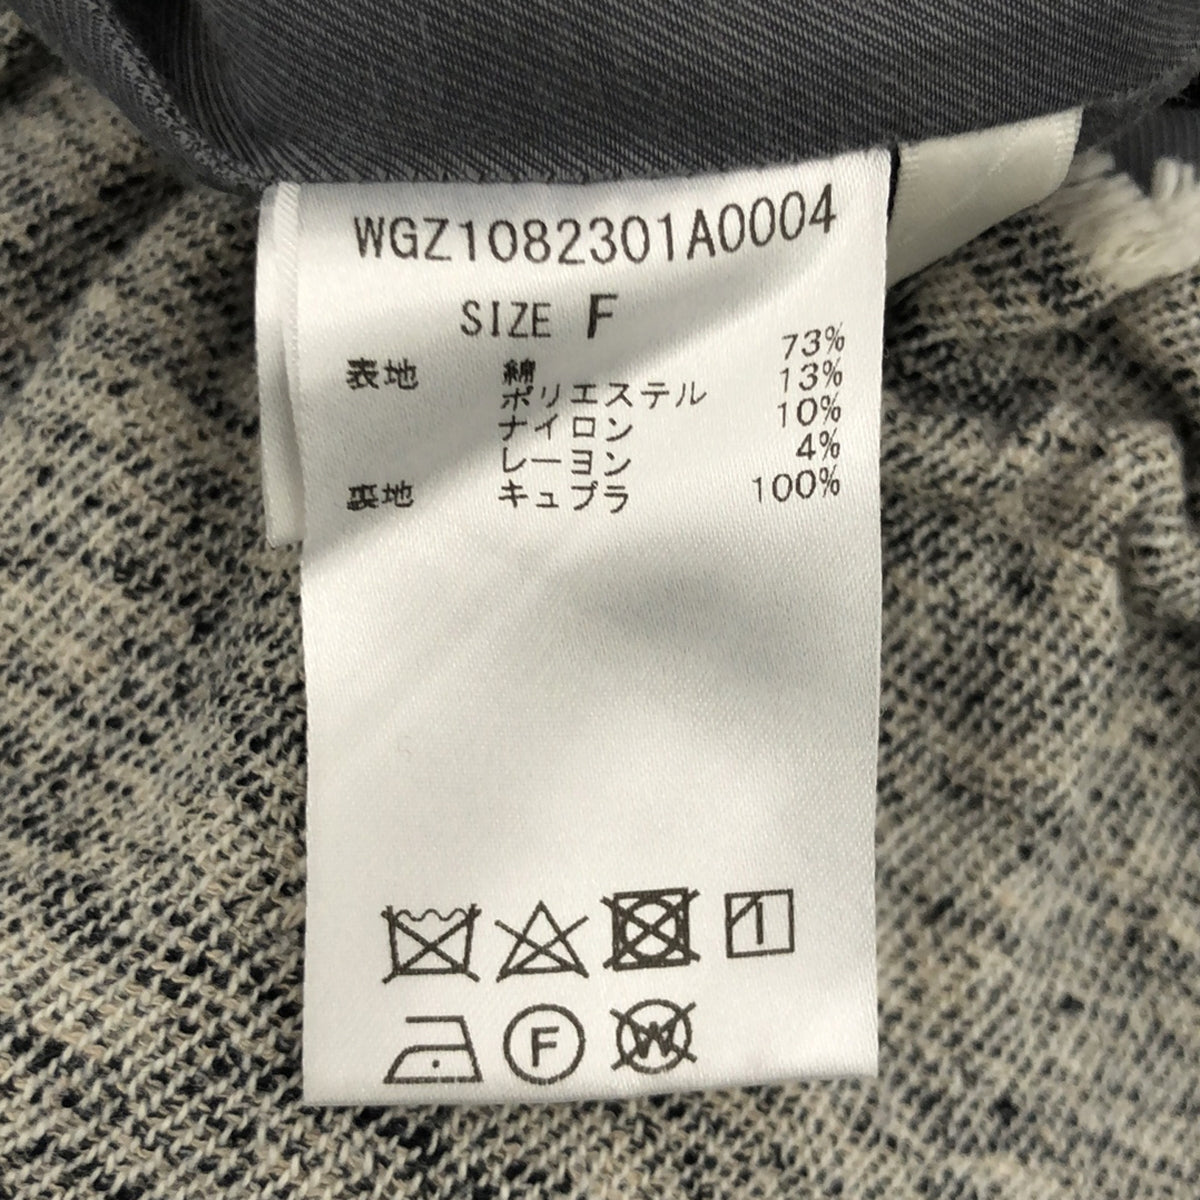 WGZ1082301A0004
SIZE F
表地 綿 73%
ポリエステル 13%
ナイロン 10%
レーヨン 4%
裏地 キュプラ 100%
F W